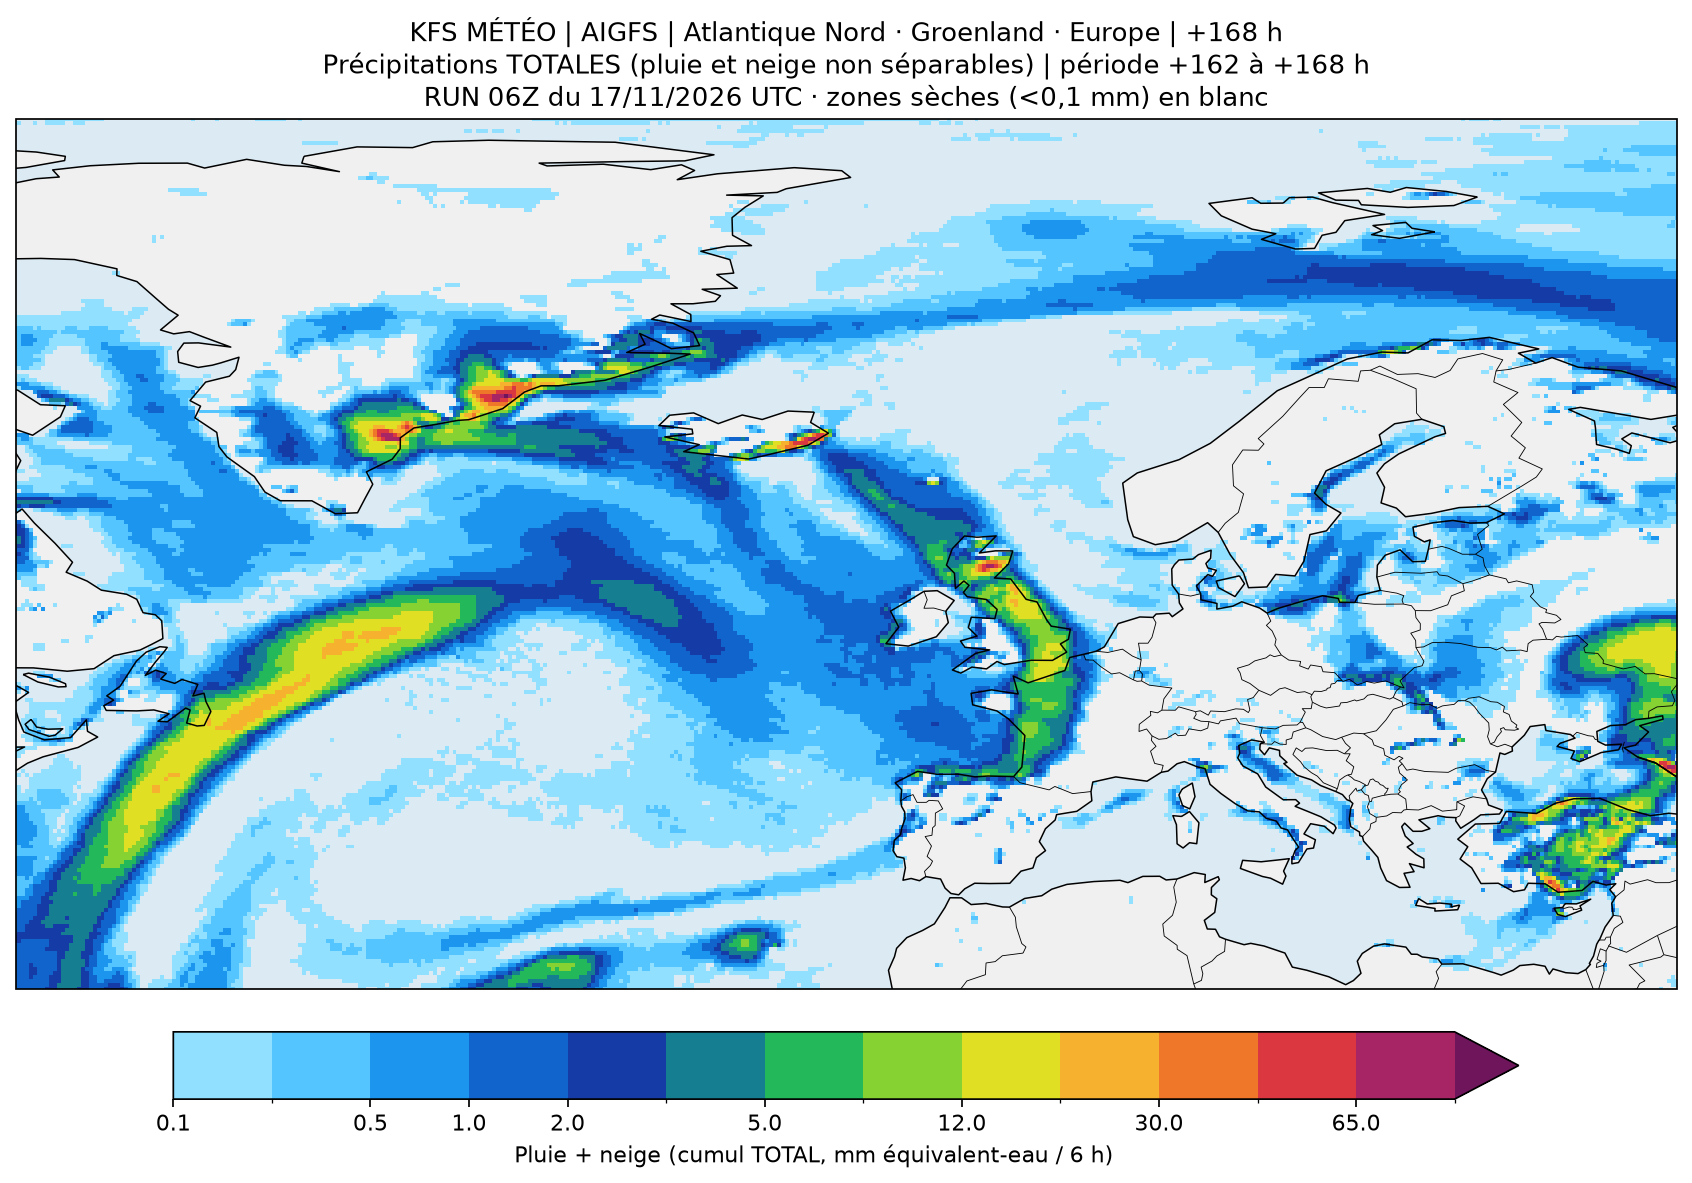 KFS MÉTÉO | AIGFS | Atlantique Nord · Groenland · Europe | +168 h
Précipitations TOTALES (pluie et neige non séparables) | période +162 à +168 h
RUN 06Z du 17/11/2026 UTC · zones sèches (<0,1 mm) en blanc
0.1 0.5 1.0 2.0 5.0 12.0 30.0 65.0
Pluie + neige (cumul TOTAL, mm équivalent-eau / 6 h)